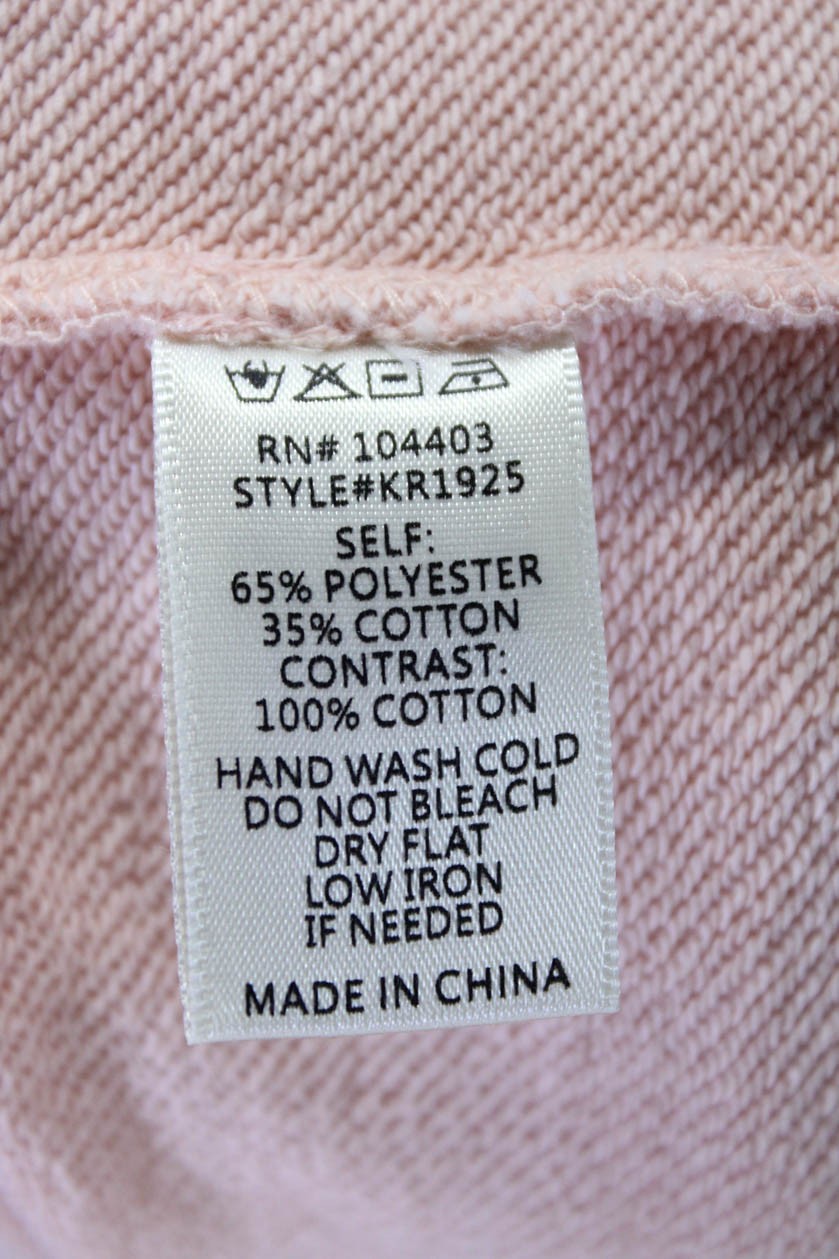 RN# 104403
STYLE#KR1925
SELF:
65% POLYESTER
35% COTTON
CONTRAST:
100% COTTON
HAND WASH COLD
DO NOT BLEACH
DRY FLAT
LOW IRON
IF NEEDED
MADE IN CHINA